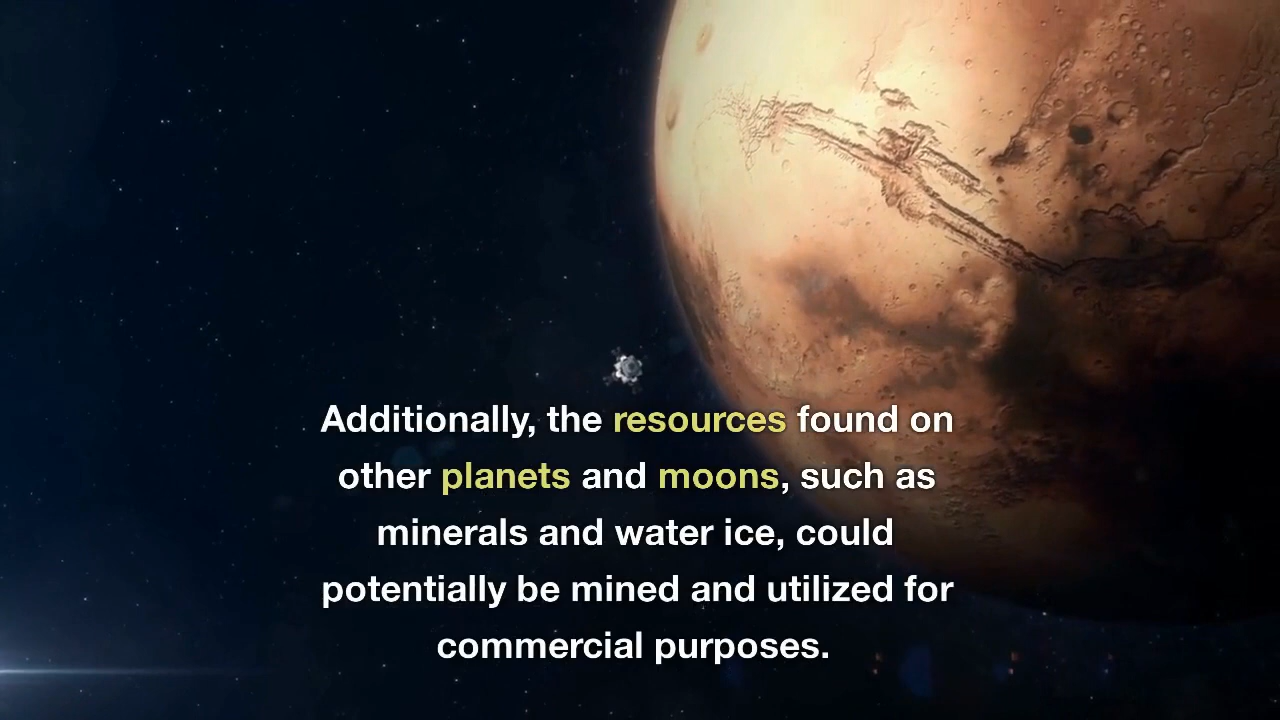 Additionally, the resources found on
other planets and moons, such as
minerals and water ice, could
potentially be mined and utilized for
commercial purposes.